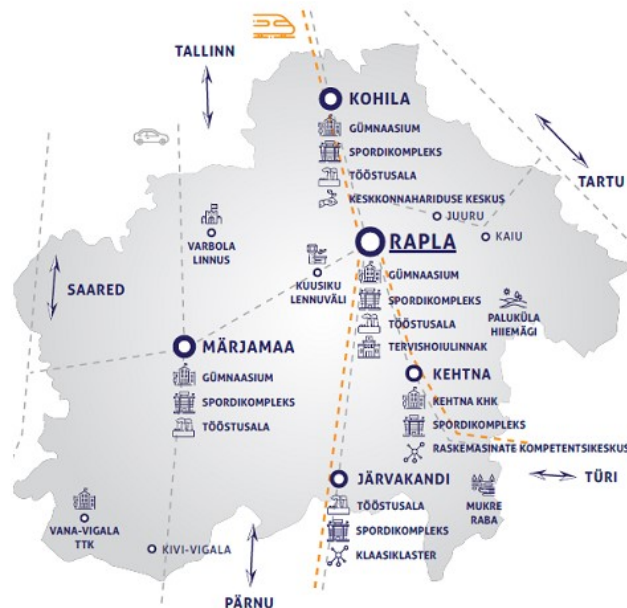 TALLINN
KOHILA
GÜMNAASIUM
SPORDIKOMPLEKS
TÖÖSTUSALA
KESKKONNAHARIDUSE KESKUS
TARTU
JUURU
KAIU
VARBOLA
LINNUS
RAPLA
KUUSIKU
LENNUVÄLI
GÜMNAASIUM
SPORDIKOMPLEKS
TÖÖSTUSALA
TERVISHOIULINNAK
SAARED
PALUKÜLA
HIIEMÄGI
MÄRJAMAA
GÜMNAASIUM
SPORDIKOMPLEKS
TÖÖSTUSALA
KEHTNA
KEHTNA KHK
SPORDIKOMPLEKS
RASKEMASINATE KOMPETENTSIKESKUS
JÄRVAKANDI
TÖÖSTUSALA
SPORDIKOMPLEKS
KLAASIKLASTER
TÜRI
MUKRE
RABA
VANA-VIGALA
TTK
KIVI-VIGALA
PÄRNU